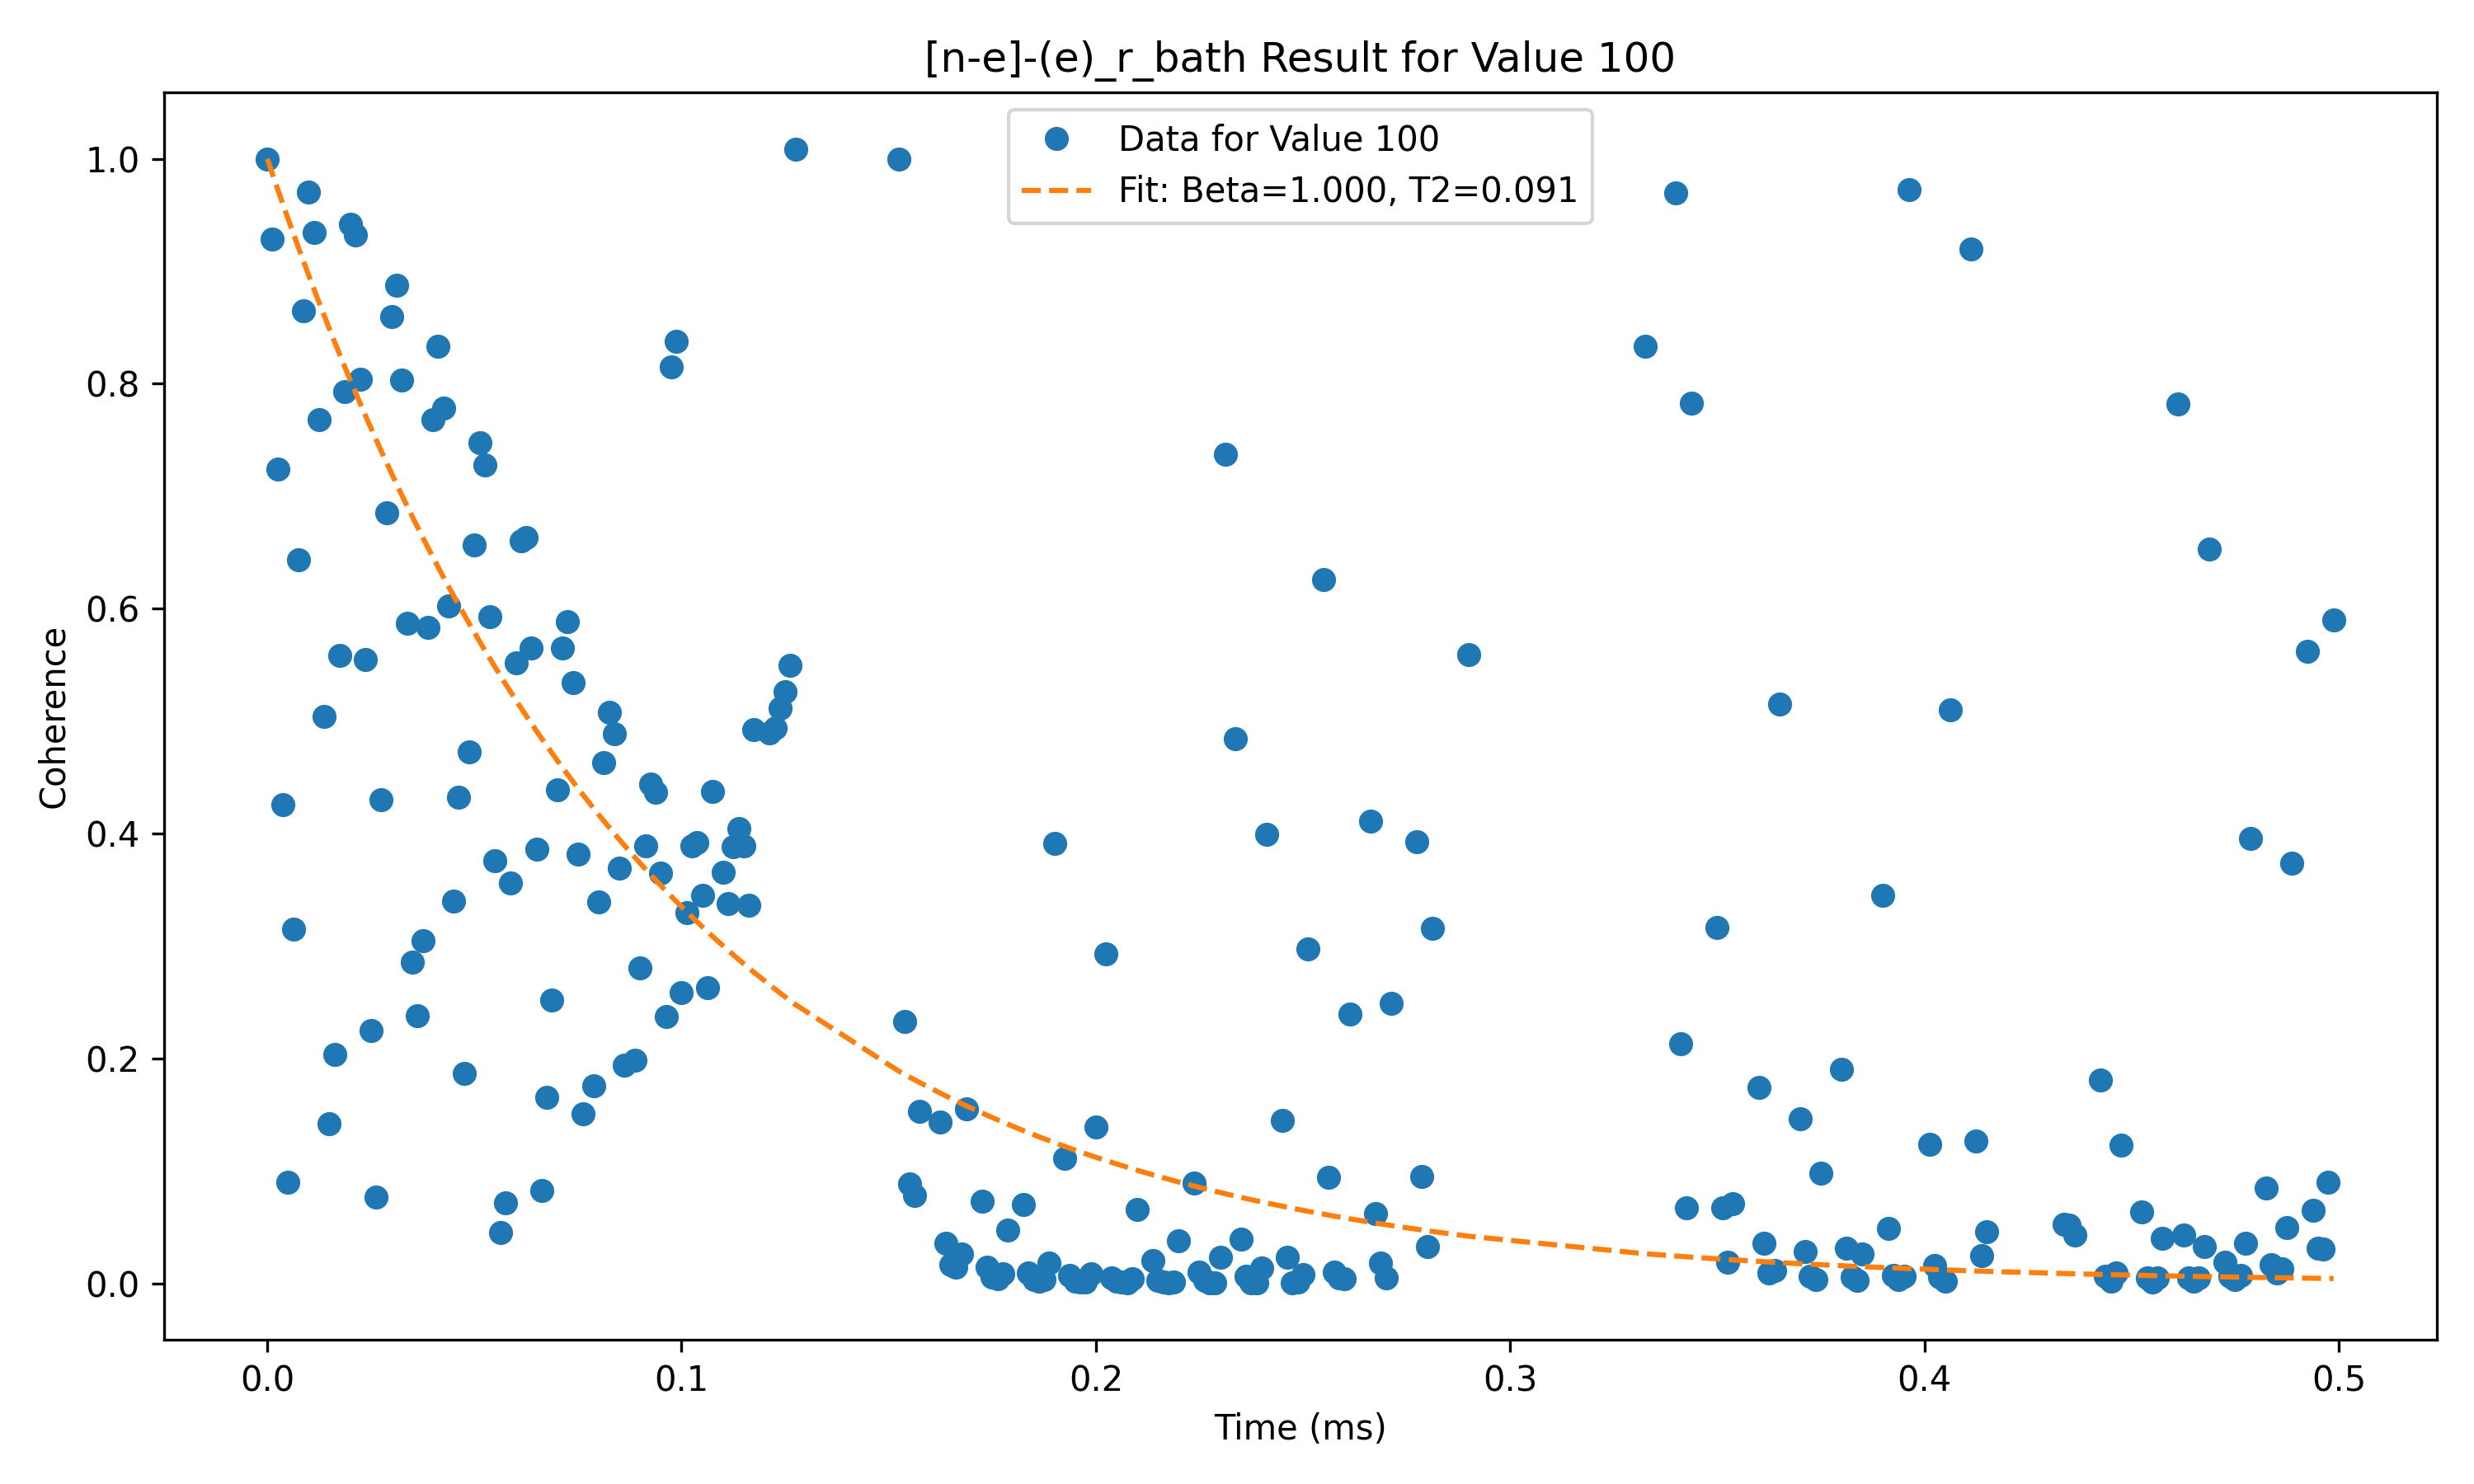 [n-e]-(e)_r_bath Result for Value 100
Data for Value 100
Fit: Beta=1.000, T2=0.091
Coherence
1.0
0.8
0.6
0.4
0.2
0.0
0.0 0.1 0.2 0.3 0.4 0.5
Time (ms)